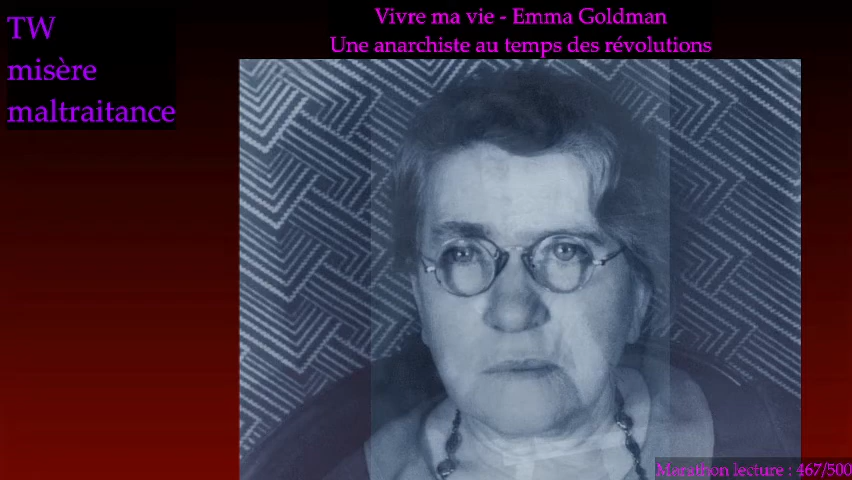 TW
misère
maltraitance
Vivre ma vie - Emma Goldman
Une anarchiste au temps des révolutions
Marathon lecture : 467/500